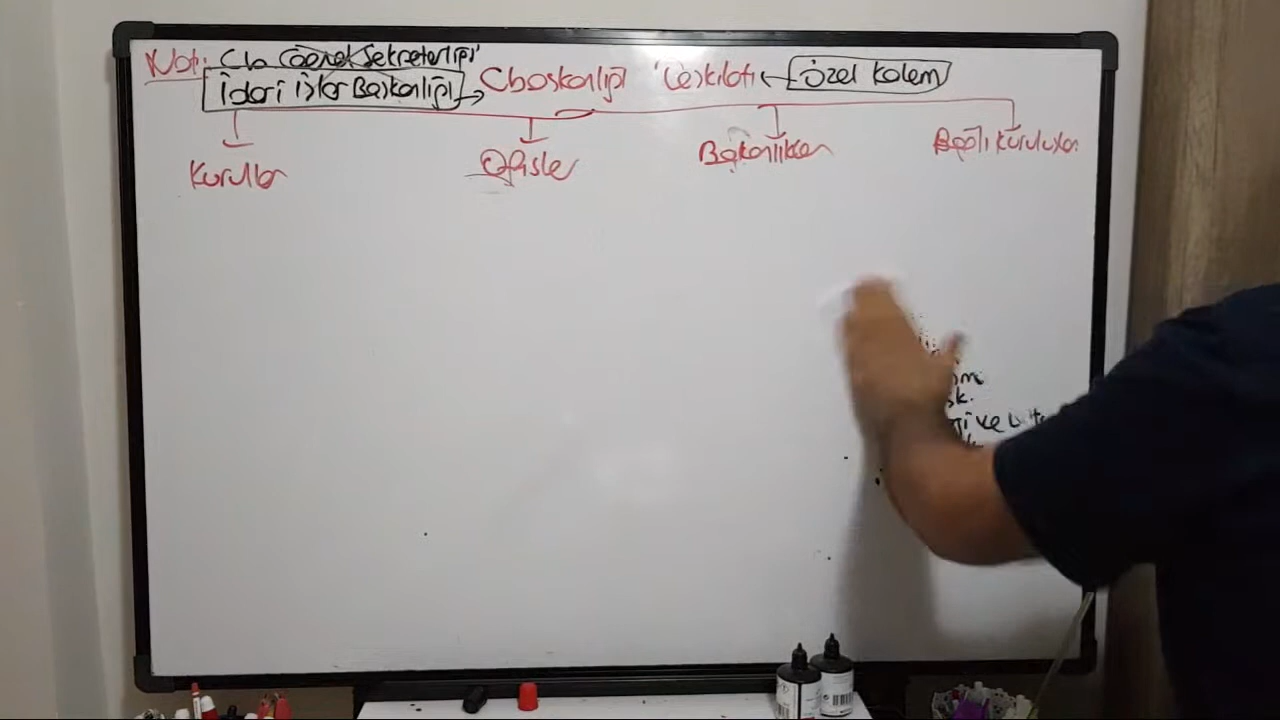 Not: Cb Genel Sekreterliği
İdari İşler Başkanlığı → Cbaşkanlığı Teşkilatı ← Özel Kalem
Kurullar Ofisler Bakanlıklar Bağlı Kuruluşlar